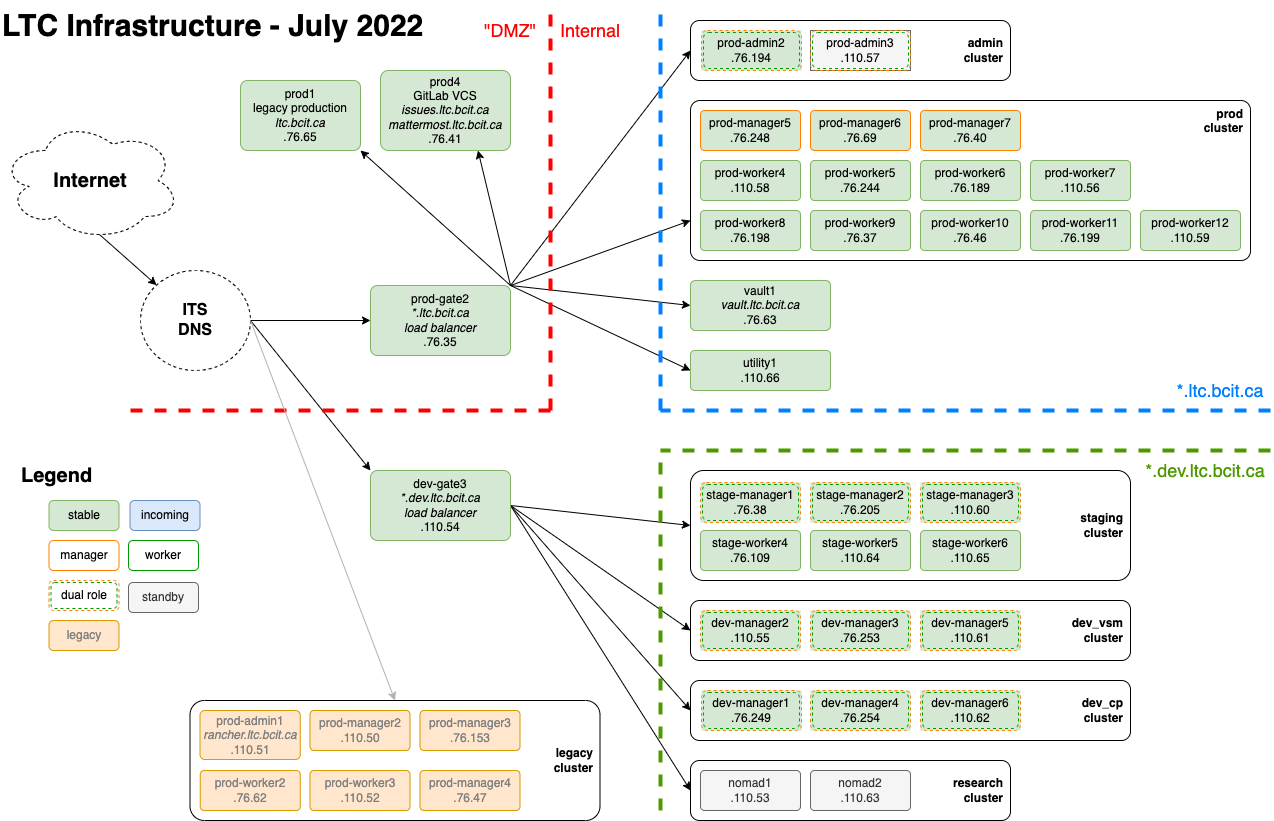 LTC Infrastructure - July 2022
"DMZ"
Internal
Internet
ITS
DNS
prod1
legacy production
ltc.bcit.ca
.76.65
prod4
GitLab VCS
issues.ltc.bcit.ca
mattermost.ltc.bcit.ca
.76.41
prod-gate2
*.ltc.bcit.ca
load balancer
.76.35
prod-admin2
.76.194
prod-admin3
.110.57
admin
cluster
prod-manager5
.76.248
prod-manager6
.76.69
prod-manager7
.76.40
prod
cluster
prod-worker4
.110.58
prod-worker5
.76.244
prod-worker6
.76.189
prod-worker7
.110.56
prod-worker8
.76.198
prod-worker9
.76.37
prod-worker10
.76.46
prod-worker11
.76.199
prod-worker12
.110.59
vault1
vault.ltc.bcit.ca
.76.63
utility1
.110.66
*.ltc.bcit.ca
Legend
stable
incoming
manager
worker
dual role
standby
legacy
dev-gate3
*.dev.ltc.bcit.ca
load balancer
.110.54
*.dev.ltc.bcit.ca
stage-manager1
.76.38
stage-manager2
.76.205
stage-manager3
.110.60
staging
cluster
stage-worker4
.76.109
stage-worker5
.110.64
stage-worker6
.110.65
dev-manager2
.110.55
dev-manager3
.76.253
dev-manager5
.110.61
dev_vsm
cluster
dev-manager1
.76.249
dev-manager4
.76.254
dev-manager6
.110.62
dev_cp
cluster
nomad1
.110.53
nomad2
.110.63
research
cluster
prod-admin1
rancher.ltc.bcit.ca
.110.51
prod-manager2
.110.50
prod-manager3
.76.153
legacy
cluster
prod-worker2
.76.62
prod-worker3
.110.52
prod-manager4
.76.47